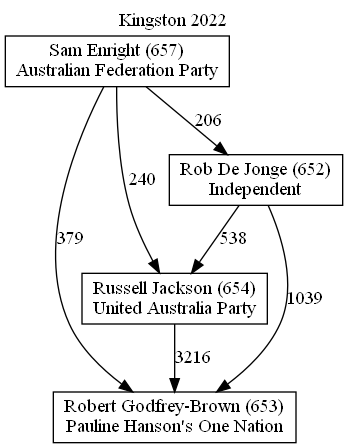 Kingston 2022
Sam Enright (657)
Australian Federation Party
206
Rob De Jonge (652)
Independent
240
379
538
Russell Jackson (654)
United Australia Party
1039
3216
Robert Godfrey-Brown (653)
Pauline Hanson's One Nation